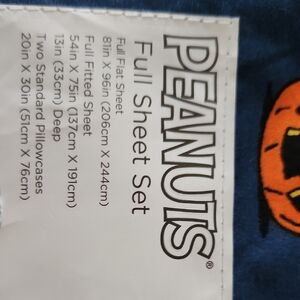 PEANUTS®
Full Sheet Set
Full Flat Sheet
81in X 96in (206cm X 244cm)
Full Fitted Sheet
54in X 75in (137cm X 191cm)
13in (33cm) Deep
Two Standard Pillowcases
20in X 30in (51cm X 76cm)